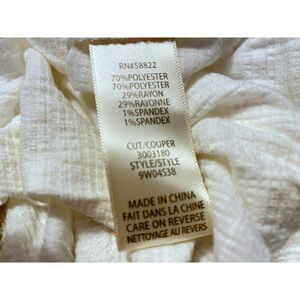 RN#58822
70%POLYESTER
70%POLYESTER
29%RAYON
29%RAYONNE
1%SPANDEX
1%SPANDEX
CUT/COUPER
3003180
STYLE/STYLE
9W04538
MADE IN CHINA
FAIT DANS LA CHINE
CARE ON REVERSE
NETTOYAGE AU REVERS